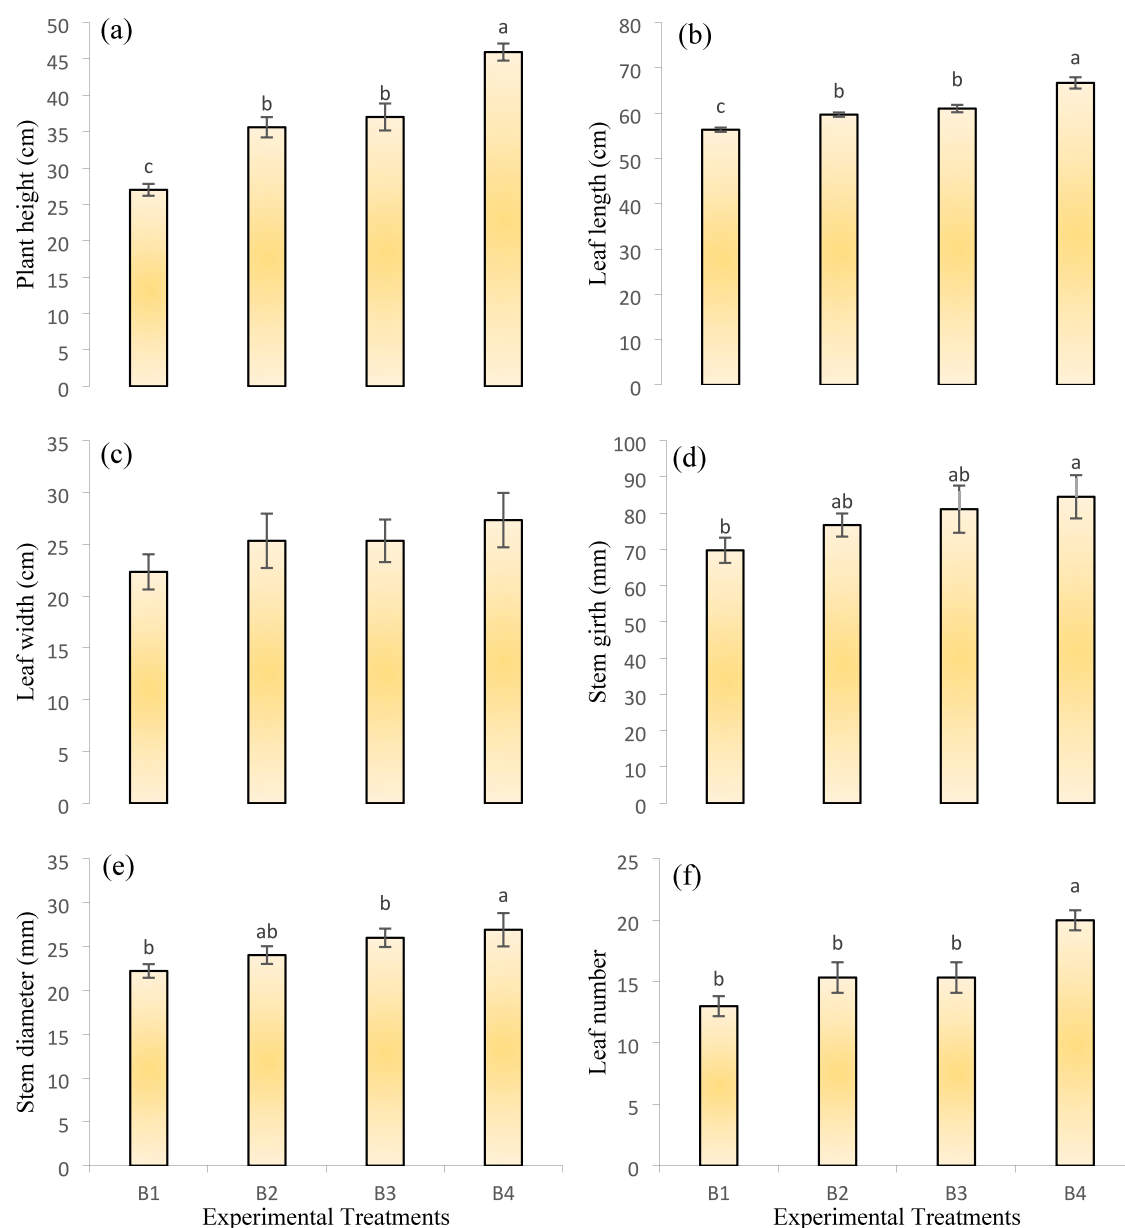 (a)
Plant height (cm)
50
45
40
35
30
25
20
15
10
5
0
c
b
b
a
(b)
Leaf length (cm)
80
70
60
50
40
30
20
10
0
c
b
b
a
(c)
Leaf width (cm)
35
30
25
20
15
10
5
0
(d)
Stem girth (mm)
100
90
80
70
60
50
40
30
20
10
0
b
ab
ab
a
(e)
Stem diameter (mm)
35
30
25
20
15
10
5
0
b
ab
b
a
B1 B2 B3 B4
Experimental Treatments
(f)
Leaf number
25
20
15
10
5
0
b
b
b
a
B1 B2 B3 B4
Experimental Treatments